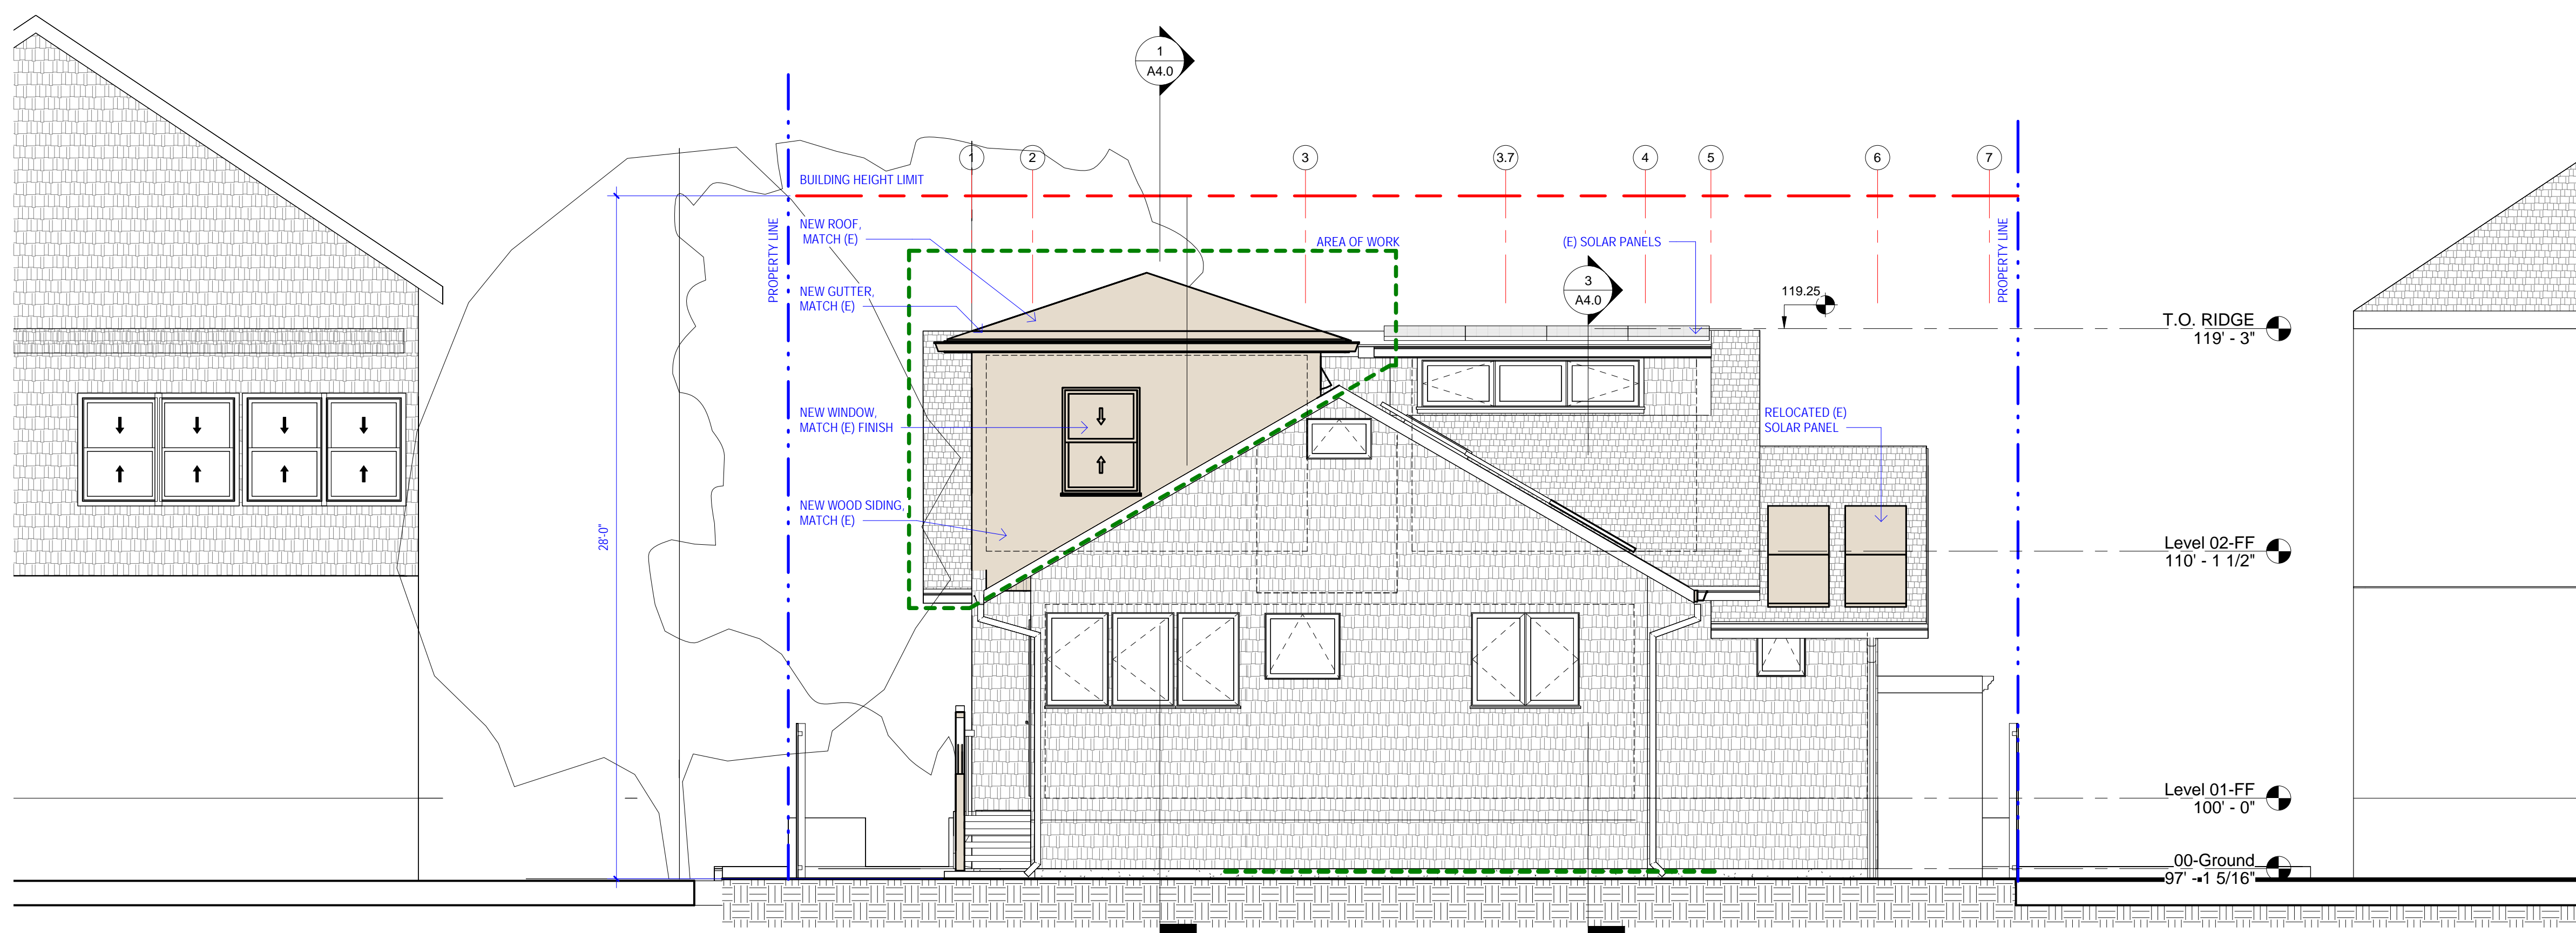 1
A4.0
1
2
3
3.7
4
5
6
7
BUILDING HEIGHT LIMIT
PROPERTY LINE
NEW ROOF,
MATCH (E)
AREA OF WORK
(E) SOLAR PANELS
PROPERTY LINE
NEW GUTTER,
MATCH (E)
3
A4.0
119.25
T.O. RIDGE
119' - 3"
NEW WINDOW,
MATCH (E) FINISH
RELOCATED (E)
SOLAR PANEL
NEW WOOD SIDING,
MATCH (E)
28'-0"
Level 02-FF
110' - 1 1/2"
Level 01-FF
100' - 0"
00-Ground
97' - 1 5/16"